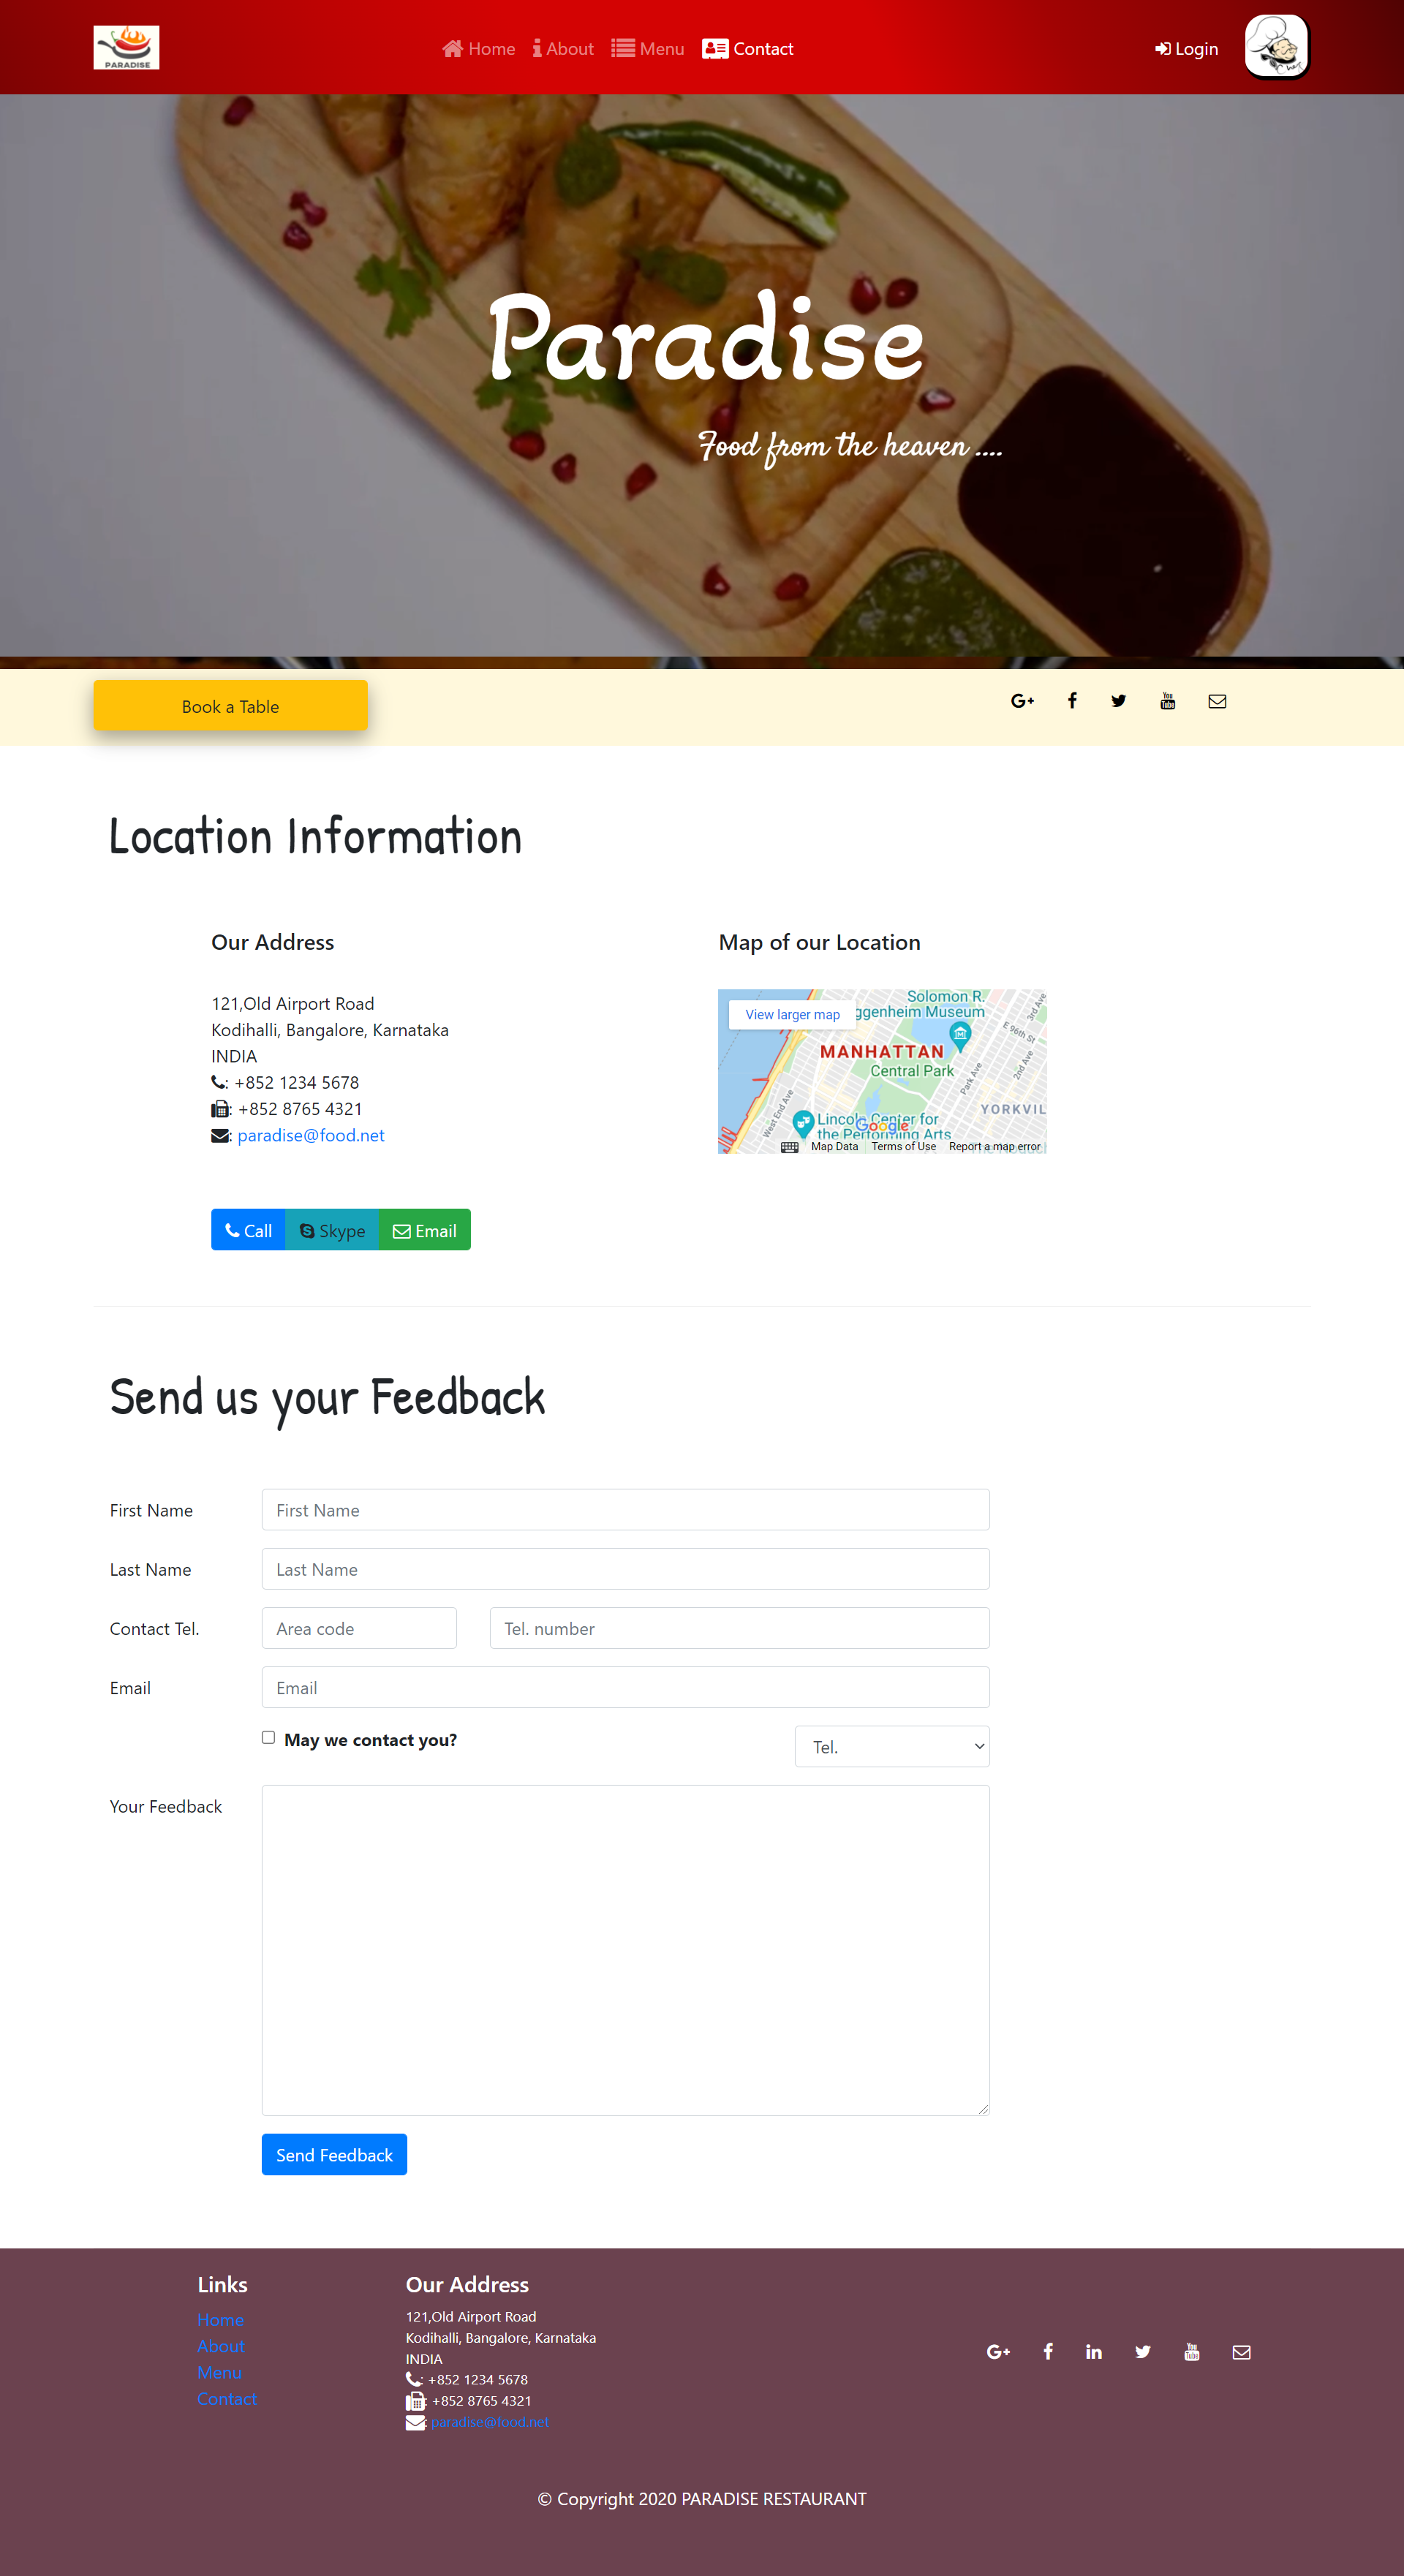 PARADISE
Home
About
Menu
Contact
Login
Chef
Paradise
Food from the heaven ....
Book a Table
You
Tube
Location Information
Our Address
121,Old Airport Road
Kodihalli, Bangalore, Karnataka
INDIA
: +852 1234 5678
: +852 8765 4321
: paradise@food.net
Call
Skype
Email
Map of our Location
View larger map
Solomon R.
ggenheim Museum
3rd Ave
E 96th St
MANHATTAN
Central Park
2nd Ave
Park Ave
YORKVIL
West End Ave
Lincoln Center for
the Performing Arts
Google
Map Data
Terms of Use
Report a map error
Send us your Feedback
First Name
First Name
Last Name
Last Name
Contact Tel.
Area code
Tel. number
Email
Email
May we contact you?
Tel.
Your Feedback
Send Feedback
Links
Home
About
Menu
Contact
Our Address
121,Old Airport Road
Kodihalli, Bangalore, Karnataka
INDIA
: +852 1234 5678
: +852 8765 4321
: paradise@food.net
You
Tube
© Copyright 2020 PARADISE RESTAURANT